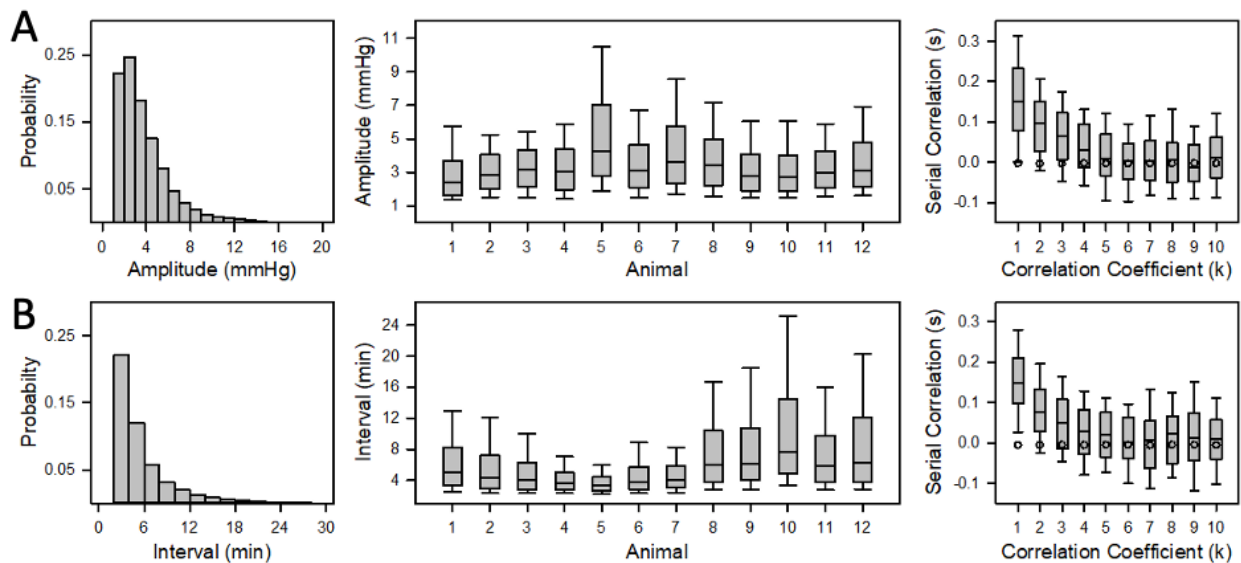 A
Probability
0.25
0.15
0.05
0 4 8 12 16 20
Amplitude (mmHg)
Amplitude (mmHg)
11
9
7
5
3
1
1 2 3 4 5 6 7 8 9 10 11 12
Animal
Serial Correlation (s)
0.3
0.2
0.1
0.0
-0.1
1 2 3 4 5 6 7 8 9 10
Correlation Coefficient (k)
B
Probabilty
0.25
0.15
0.05
0 6 12 18 24 30
Interval (min)
Interval (min)
24
20
16
12
8
4
1 2 3 4 5 6 7 8 9 10 11 12
Animal
Serial Correlation (s)
0.3
0.2
0.1
0.0
-0.1
1 2 3 4 5 6 7 8 9 10
Correlation Coefficient (k)